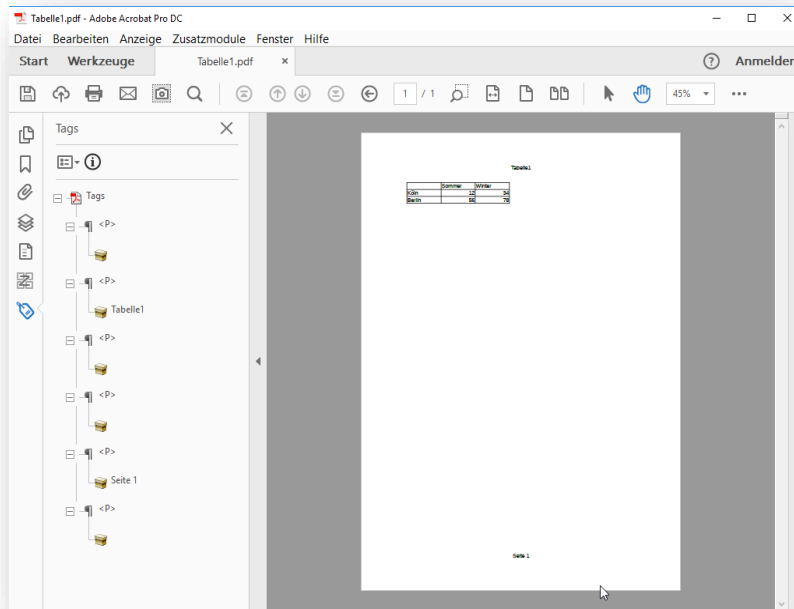 Tabelle1.pdf - Adobe Acrobat Pro DC
Datei Bearbeiten Anzeige Zusatzmodule Fenster Hilfe
Start Werkzeuge Tabelle1.pdf × ? Anmelden
1 / 1 45%
Tags
Tags
<P>
<P>
Tabelle1
<P>
<P>
<P>
Seite 1
<P>
Tabelle1
Sommer Winter
Köln 12 34
Berlin 56 78
Seite 1